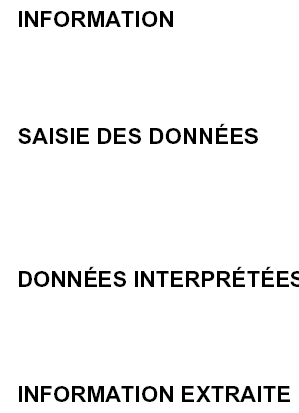 INFORMATION
SAISIE DES DONNÉES
DONNÉES INTERPRÉTÉES
INFORMATION EXTRAITE